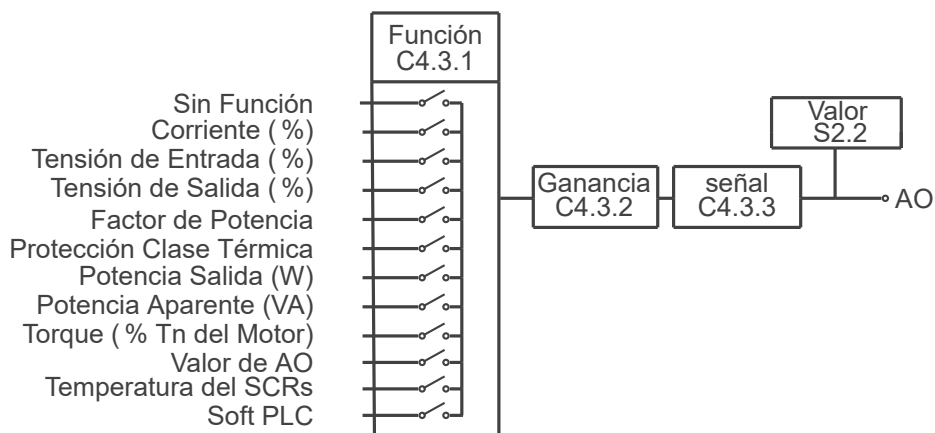 Función
C4.3.1
Sin Función
Corriente ( %)
Tensión de Entrada (%)
Tensión de Salida (%)
Factor de Potencia
Protección Clase Térmica
Potencia Salida (W)
Potencia Aparente (VA)
Torque ( % Tn del Motor)
Valor de AO
Temperatura del SCRs
Soft PLC
Ganancia
C4.3.2
señal
C4.3.3
Valor
S2.2
AO